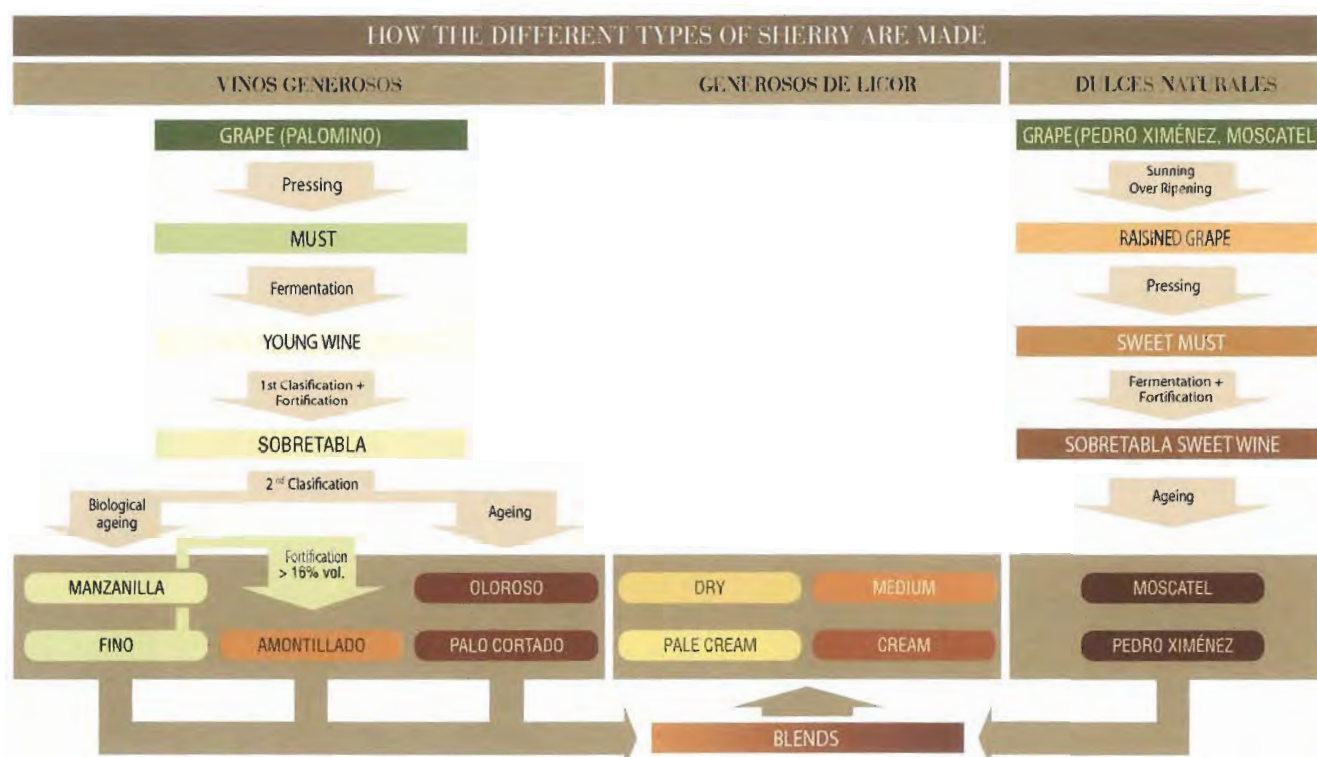 HOW THE DIFFERENT TYPES OF SHERRY ARE MADE
VINOS GENEROSOS
GENEROSOS DE LICOR
DULCES NATURALES
GRAPE (PALOMINO)
Pressing
MUST
Fermentation
YOUNG WINE
1st Clasification +
Fortification
SOBRETABLA
2nd Clasification
Biological
ageing
Ageing
Fortification
> 16% vol.
MANZANILLA
FINO
AMONTILLADO
OLOROSO
PALO CORTADO
DRY
MEDIUM
PALE CREAM
CREAM
BLENDS
GRAPE (PEDRO XIMÉNEZ, MOSCATEL)
Sunning
Over Ripening
RAISINED GRAPE
Pressing
SWEET MUST
Fermentation +
Fortification
SOBRETABLA SWEET WINE
Ageing
MOSCATEL
PEDRO XIMÉNEZ